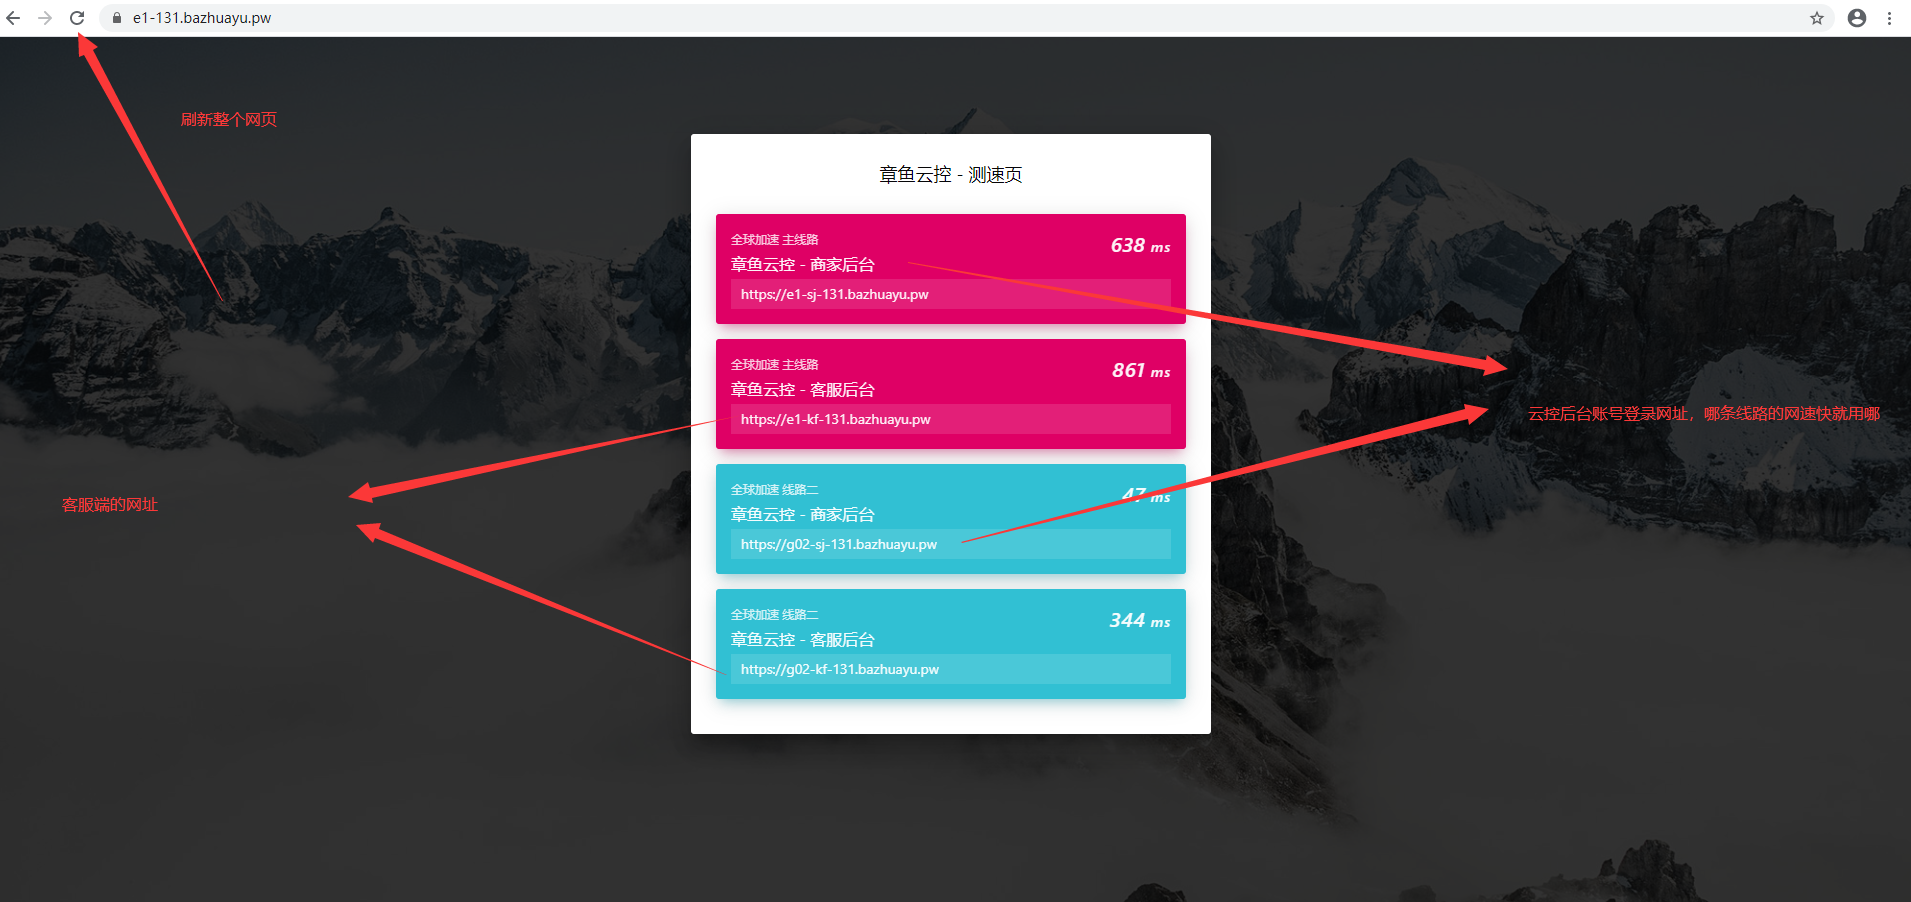 e1-131.bazhuayu.pw
刷新整个网页
章鱼云控 - 测速页
全球加速 主线路
638 ms
章鱼云控 - 商家后台
https://e1-sj-131.bazhuayu.pw
全球加速 主线路
861 ms
章鱼云控 - 客服后台
https://e1-kf-131.bazhuayu.pw
云控后台账号登录网址，哪条线路的网速快就用哪
客服端的网址
全球加速 线路二
47 ms
章鱼云控 - 商家后台
https://g02-sj-131.bazhuayu.pw
全球加速 线路二
344 ms
章鱼云控 - 客服后台
https://g02-kf-131.bazhuayu.pw